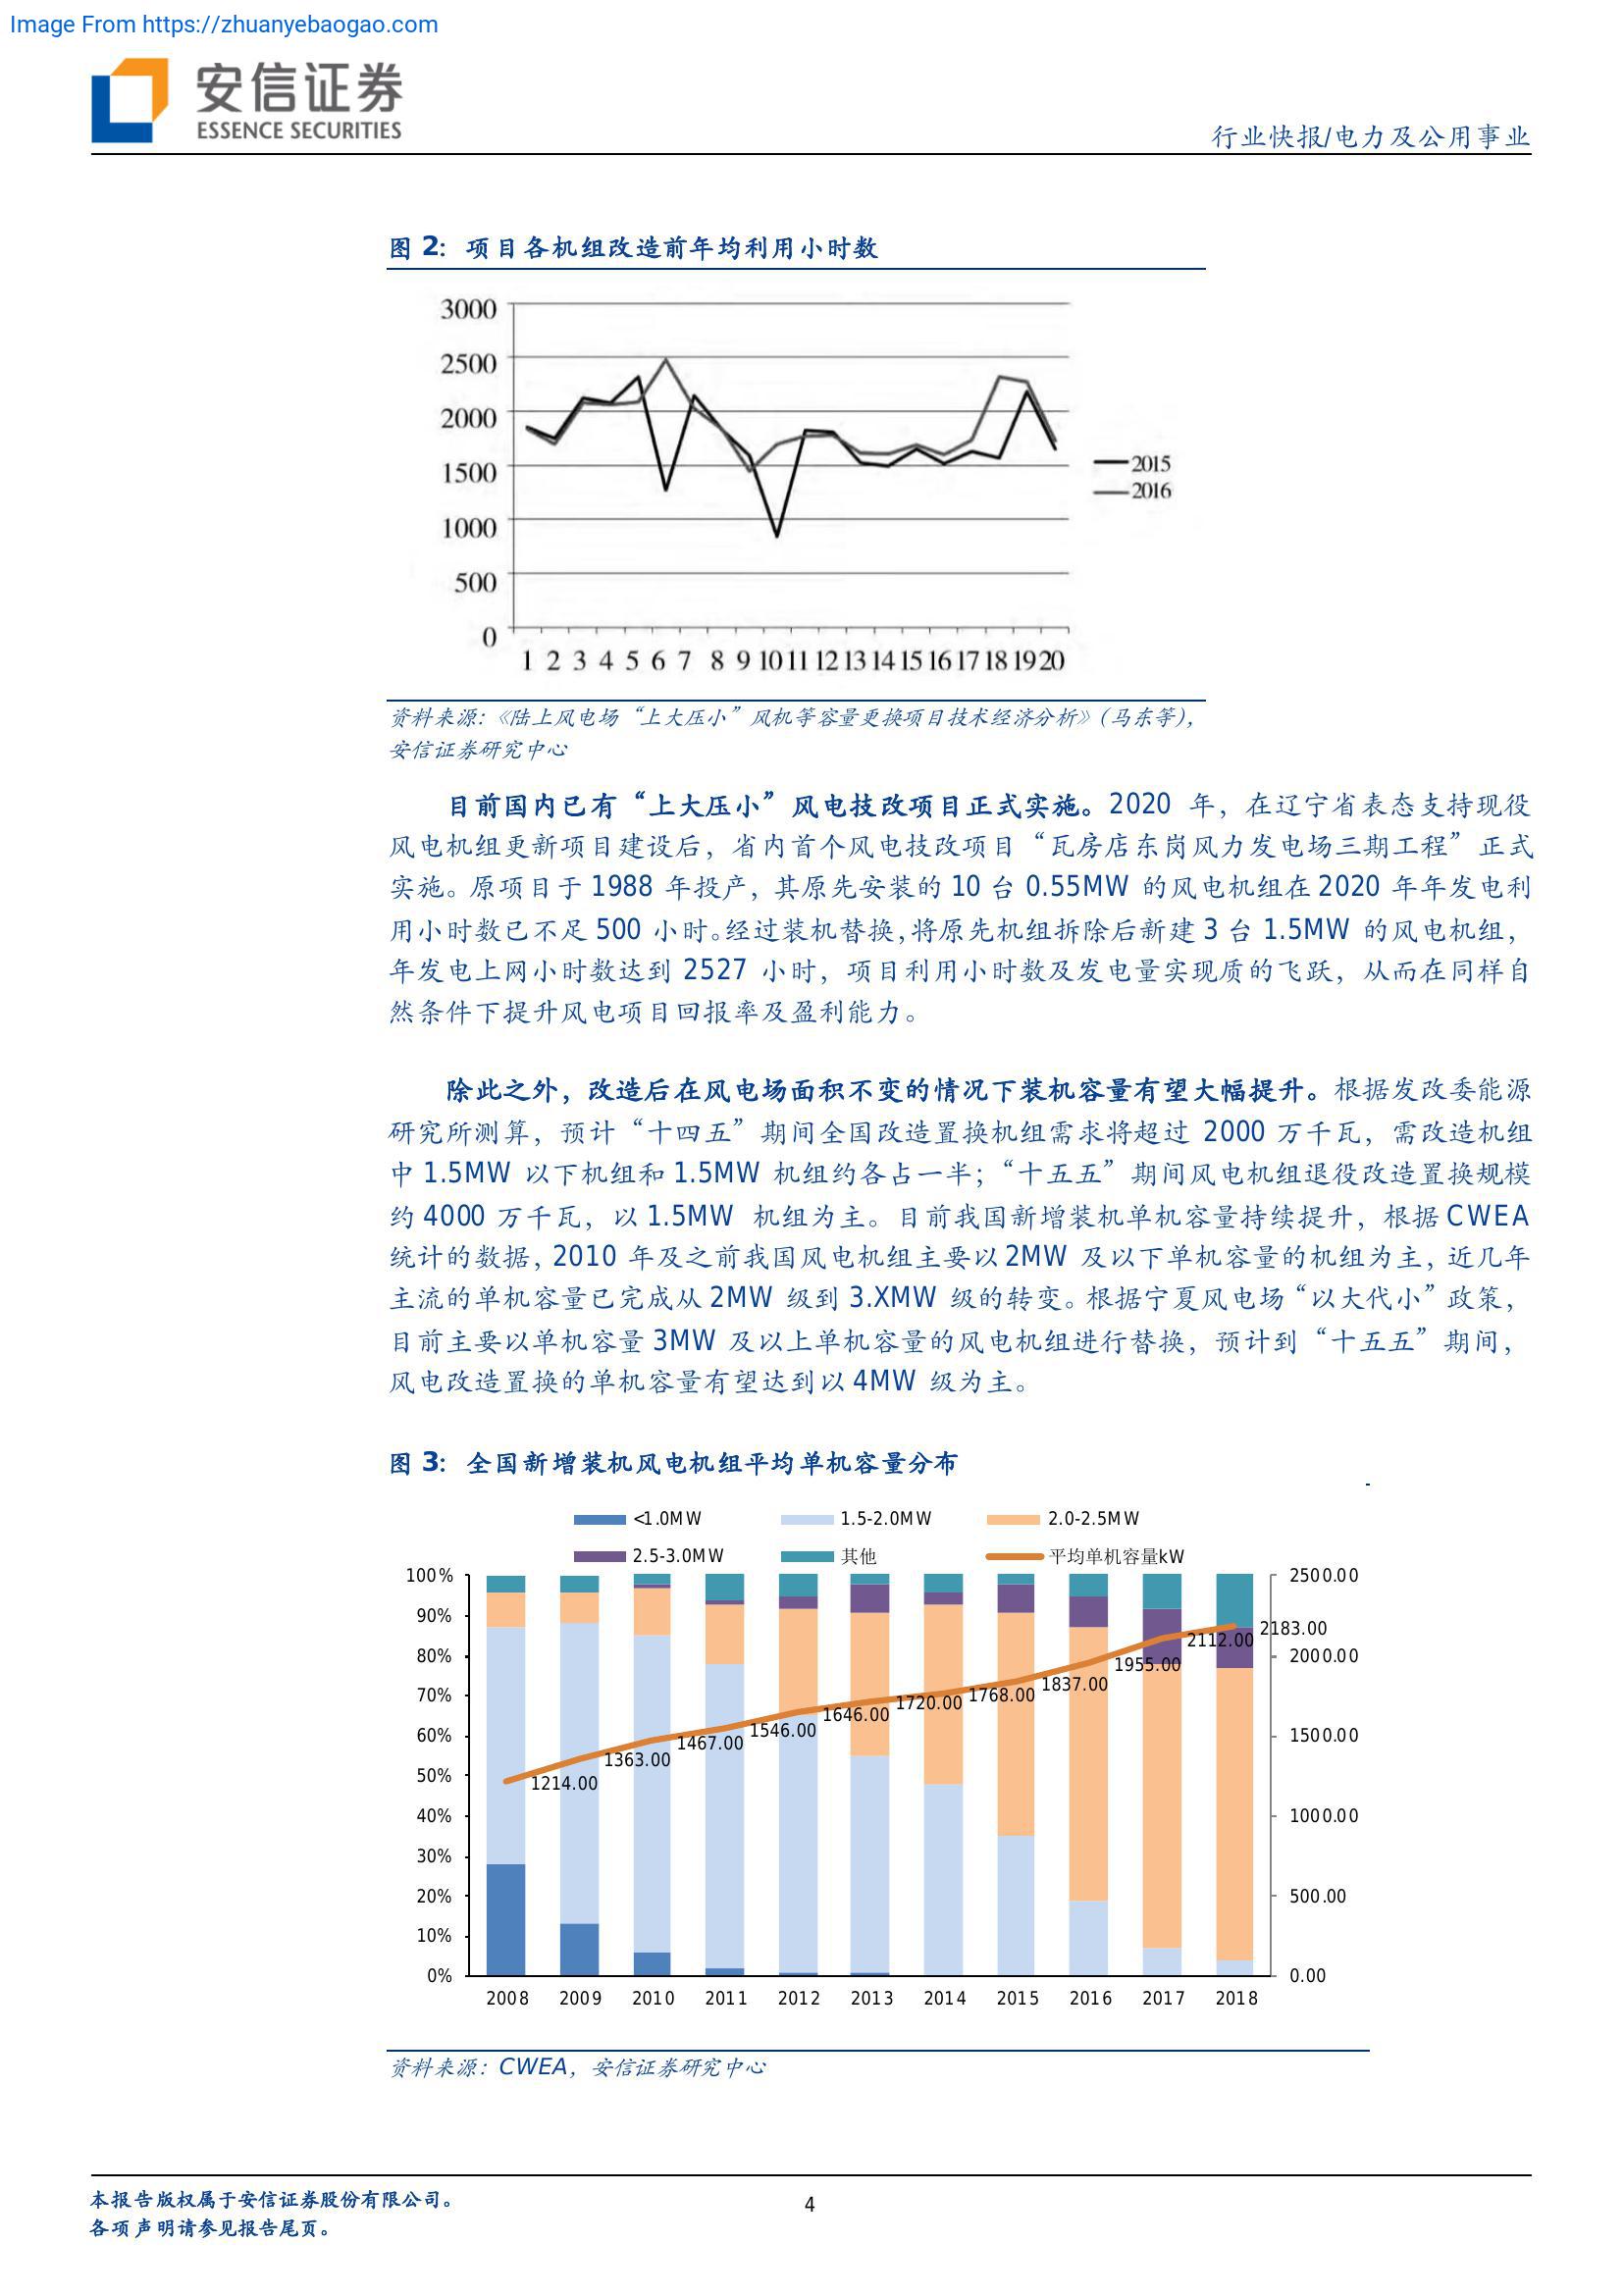 Image From https://zhuanyebaogao.com
安信证券
ESSENCE SECURITIES
行业快报/电力及公用事业
图 2: 项目各机组改造前年均利用小时数
3000
2500
2000
1500
1000
500
0
2015
2016
1 2 3 4 5 6 7 8 9 10 11 12 13 14 15 16 17 18 19 20
资料来源:《陆上风电场“上大压小”风机等容量更换项目技术经济分析》(马东等),
安信证券研究中心
目前国内已有“上大压小”风电技改项目正式实施。2020 年，在辽宁省表态支持现役
风电机组更新项目建设后，省内首个风电技改项目“瓦房店东岗风力发电场三期工程”正式
实施。原项目于 1988 年投产，其原先安装的 10 台 0.55MW 的风电机组在 2020 年年发电利
用小时数已不足 500 小时。经过装机替换，将原先机组拆除后新建 3 台 1.5MW 的风电机组，
年发电上网小时数达到 2527 小时，项目利用小时数及发电量实现质的飞跃，从而在同样自
然条件下提升风电项目回报率及盈利能力。
除此之外，改造后在风电场面积不变的情况下装机容量有望大幅提升。根据发改委能源
研究所测算，预计“十四五”期间全国改造置换机组需求将超过 2000 万千瓦，需改造机组
中 1.5MW 以下机组和 1.5MW 机组约各占一半；“十五五”期间风电机组退役改造置换规模
约 4000 万千瓦，以 1.5MW 机组为主。目前我国新增装机单机容量持续提升，根据 CWEA
统计的数据，2010 年及之前我国风电机组主要以 2MW 及以下单机容量的机组为主，近几年
主流的单机容量已完成从 2MW 级到 3.XMW 级的转变。根据宁夏风电场“以大代小”政策，
目前主要以单机容量 3MW 及以上单机容量的风电机组进行替换，预计到“十五五”期间，
风电改造置换的单机容量有望达到以 4MW 级为主。
图 3: 全国新增装机风电机组平均单机容量分布
<1.0MW 1.5-2.0MW 2.0-2.5MW
2.5-3.0MW 其他 平均单机容量kW
100% 2500.00
90%
2183.00
2112.00
80% 2000.00
1955.00
1837.00
70%
1768.00
1720.00
1646.00
60% 1500.00
1546.00
1467.00
1363.00
50%
1214.00
40% 1000.00
30%
20% 500.00
10%
0% 0.00
2008 2009 2010 2011 2012 2013 2014 2015 2016 2017 2018
资料来源：CWEA，安信证券研究中心
本报告版权属于安信证券股份有限公司。
4
各项声明请参见报告尾页。